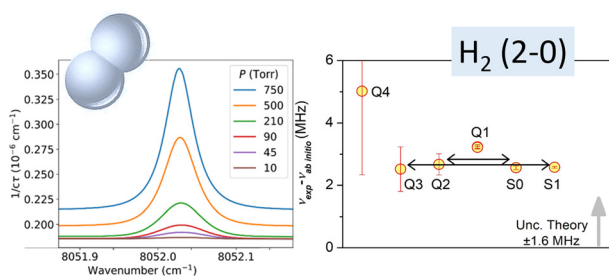 0.350
0.325
0.300
0.275
0.250
0.225
0.200
1/cτ (10⁻⁶ cm⁻¹)
P (Torr)
750
500
210
90
45
10
8051.9 8052.0 8052.1
Wavenumber (cm⁻¹)
H₂ (2-0)
6
4
2
0
νexp-νab initio (MHz)
Q4
Q3
Q2
Q1
S0
S1
Unc. Theory
±1.6 MHz